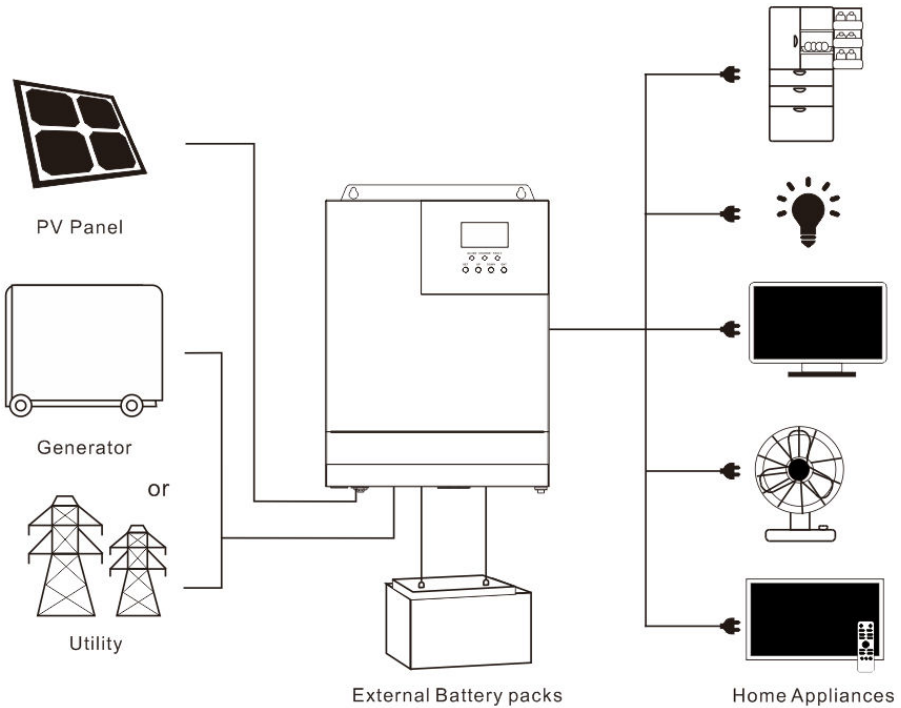 PV Panel
Generator
or
Utility
External Battery packs
Home Appliances